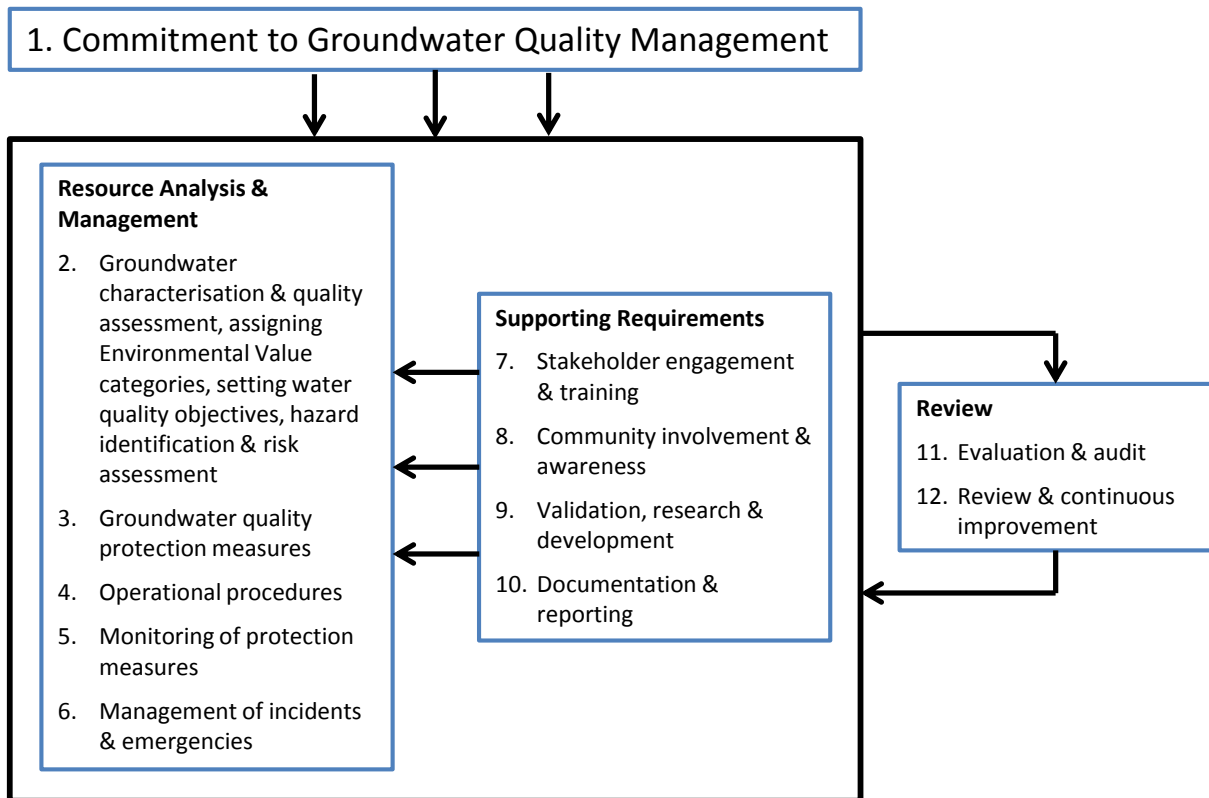 1. Commitment to Groundwater Quality Management
Resource Analysis &
Management
2. Groundwater
characterisation & quality
assessment, assigning
Environmental Value
categories, setting water
quality objectives, hazard
identification & risk
assessment
3. Groundwater quality
protection measures
4. Operational procedures
5. Monitoring of protection
measures
6. Management of incidents
& emergencies
Supporting Requirements
7. Stakeholder engagement
& training
8. Community involvement &
awareness
9. Validation, research &
development
10. Documentation &
reporting
Review
11. Evaluation & audit
12. Review & continuous
improvement